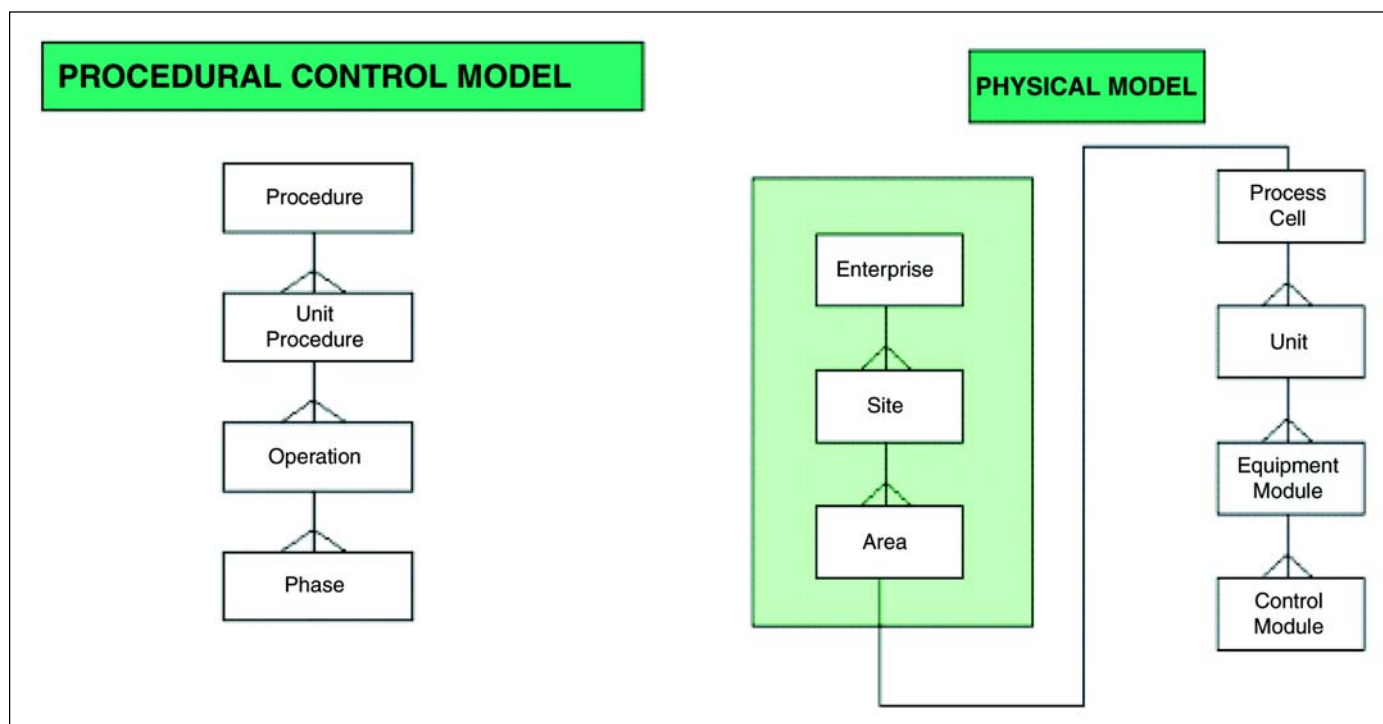 PROCEDURAL CONTROL MODEL
Procedure
Unit
Procedure
Operation
Phase
PHYSICAL MODEL
Enterprise
Site
Area
Process
Cell
Unit
Equipment
Module
Control
Module